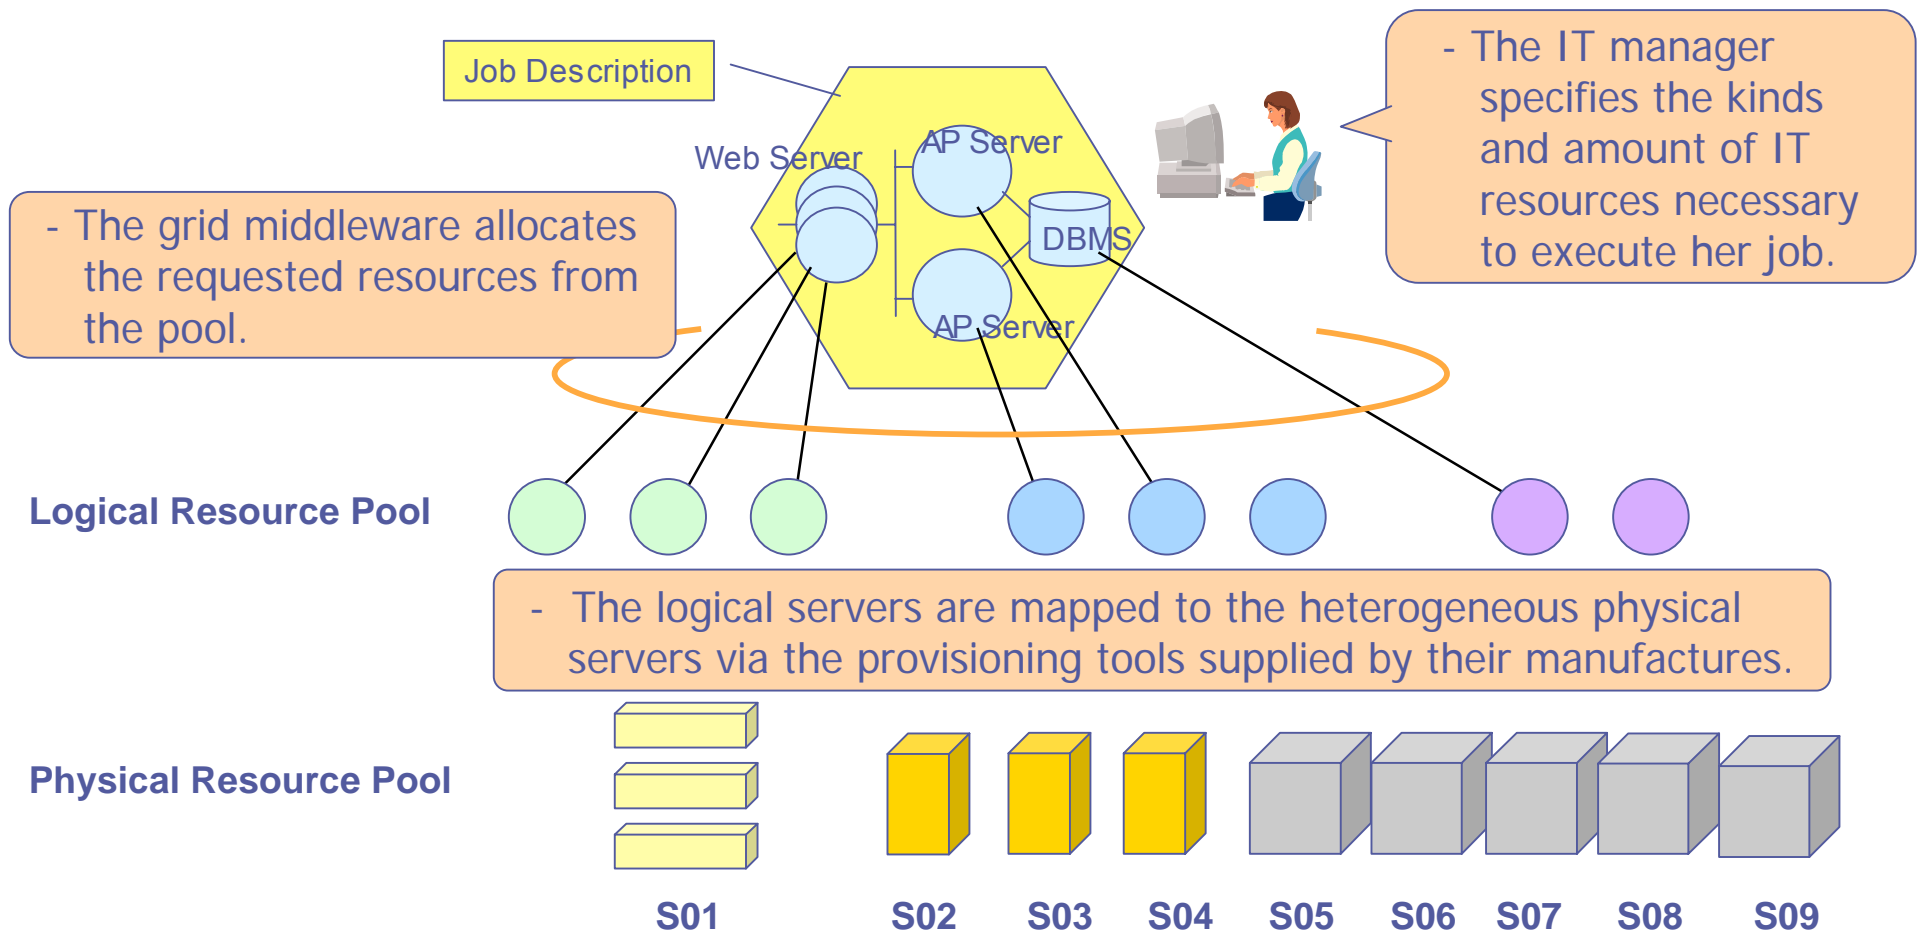 Job Description
- The IT manager
specifies the kinds
and amount of IT
resources necessary
to execute her job.
Web Server
AP Server
DBMS
AP Server
- The grid middleware allocates
the requested resources from
the pool.
Logical Resource Pool
- The logical servers are mapped to the heterogeneous physical
servers via the provisioning tools supplied by their manufactures.
Physical Resource Pool
S01 S02 S03 S04 S05 S06 S07 S08 S09